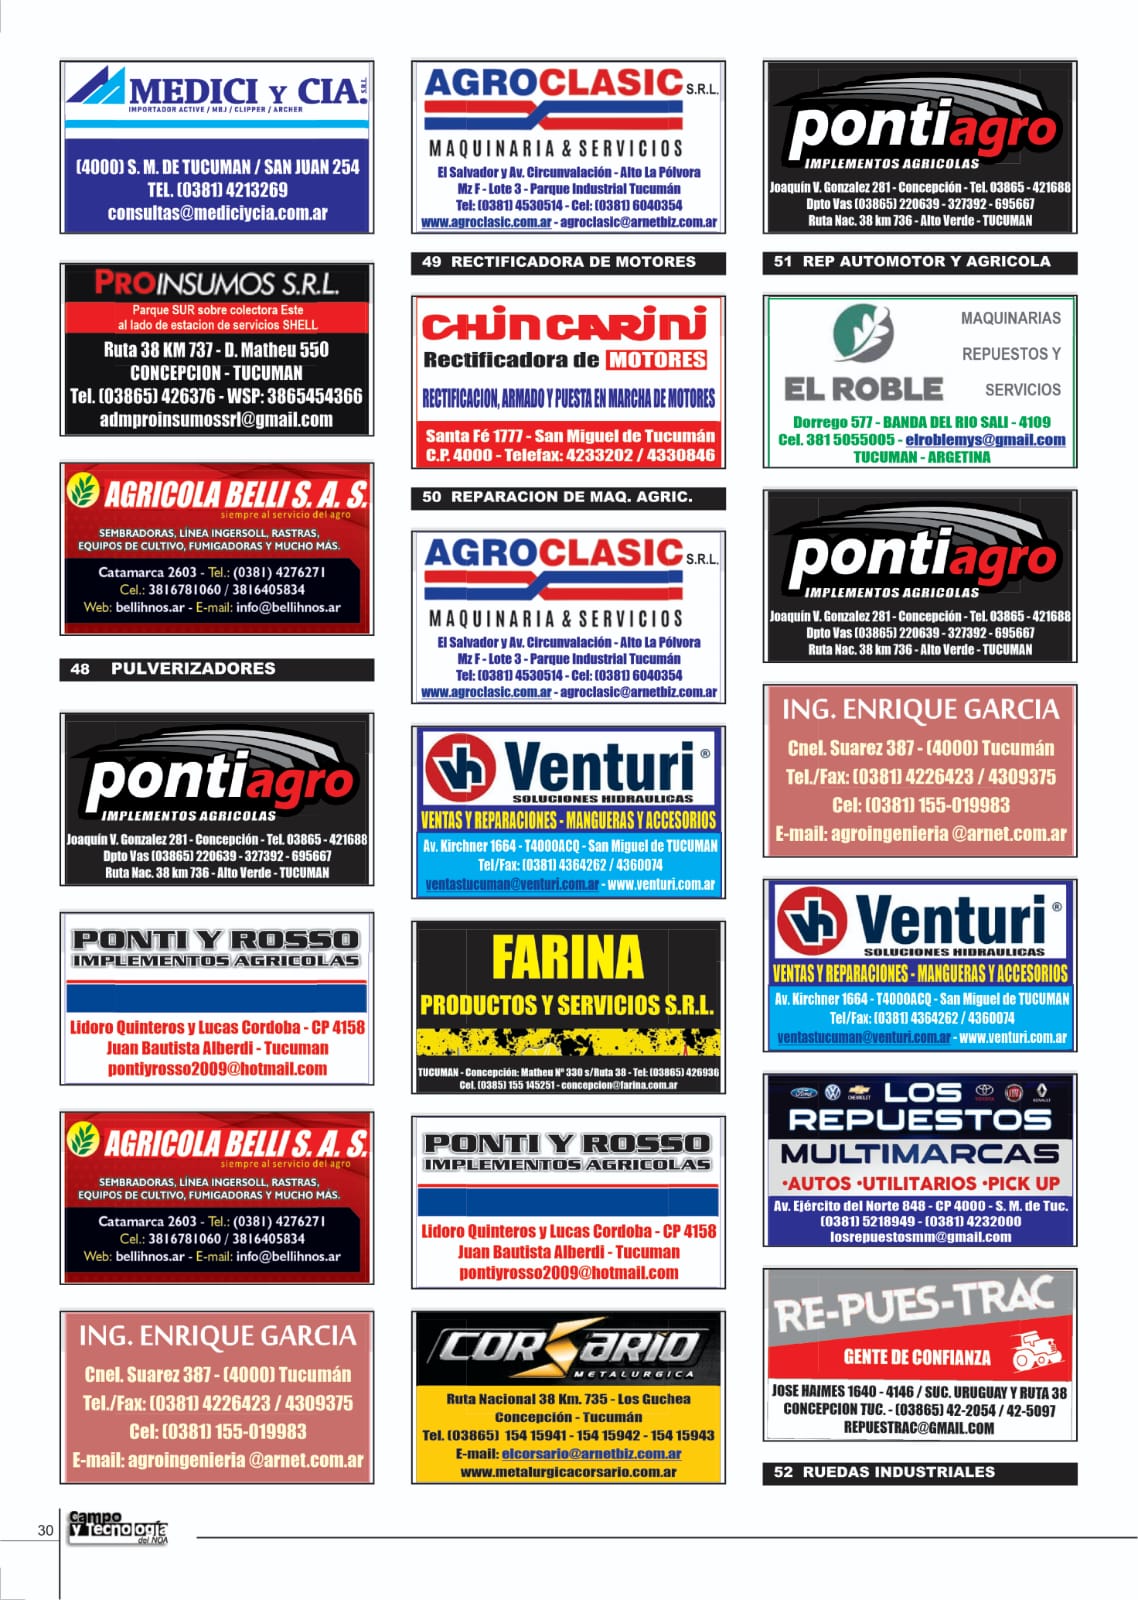 MEDICI Y CIA. S.R.L.
IMPORTADOR ACTIVE / MBJ / CLIPPER / ARCHER
(4000) S. M. DE TUCUMAN / SAN JUAN 254
TEL. (0381) 4213269
consultas@mediciycia.com.ar
PROINSUMOS S.R.L.
Parque SUR sobre colectora Este
al lado de estacion de servicios SHELL
Ruta 38 KM 737 - D. Matheu 550
CONCEPCION - TUCUMAN
Tel. (03865) 426376 - WSP: 3865454366
admproinsumossrl@gmail.com
AGRICOLA BELLI S. A. S.
siempre al servicio del agro
SEMBRADORAS, LÍNEA INGERSOLL, RASTRAS,
EQUIPOS DE CULTIVO, FUMIGADORAS Y MUCHO MÁS.
Catamarca 2603 - Tel.: (0381) 4276271
Cel.: 3816781060 / 3816405834
Web: bellihnos.ar - E-mail: info@bellihnos.ar
48 PULVERIZADORES
pontiagro
IMPLEMENTOS AGRICOLAS
Joaquín V. Gonzalez 281 - Concepción - Tel. 03865 - 421688
Dpto Vas (03865) 220639 - 327392 - 695667
Ruta Nac. 38 km 736 - Alto Verde - TUCUMAN
PONTI Y ROSSO
IMPLEMENTOS AGRICOLAS
Lidoro Quinteros y Lucas Cordoba - CP 4158
Juan Bautista Alberdi - Tucuman
pontiyrosso2009@hotmail.com
AGRICOLA BELLI S. A. S.
siempre al servicio del agro
SEMBRADORAS, LÍNEA INGERSOLL, RASTRAS,
EQUIPOS DE CULTIVO, FUMIGADORAS Y MUCHO MÁS.
Catamarca 2603 - Tel.: (0381) 4276271
Cel.: 3816781060 / 3816405834
Web: bellihnos.ar - E-mail: info@bellihnos.ar
ING. ENRIQUE GARCIA
Cnel. Suarez 387 - (4000) Tucumán
Tel./Fax: (0381) 4226423 / 4309375
Cel: (0381) 155-019983
E-mail: agroingenieria @arnet.com.ar
AGROCLASIC S.R.L.
MAQUINARIA & SERVICIOS
El Salvador y Av. Circunvalación - Alto La Pólvora
Mz F - Lote 3 - Parque Industrial Tucumán
Tel: (0381) 4530514 - Cel: (0381) 6040354
www.agroclasic.com.ar - agroclasic@arnetbiz.com.ar
49 RECTIFICADORA DE MOTORES
CHINCARINI
Rectificadora de MOTORES
RECTIFICACION, ARMADO Y PUESTA EN MARCHA DE MOTORES
Santa Fé 1777 - San Miguel de Tucumán
C.P. 4000 - Telefax: 4233202 / 4330846
50 REPARACION DE MAQ. AGRIC.
AGROCLASIC S.R.L.
MAQUINARIA & SERVICIOS
El Salvador y Av. Circunvalación - Alto La Pólvora
Mz F - Lote 3 - Parque Industrial Tucumán
Tel: (0381) 4530514 - Cel: (0381) 6040354
www.agroclasic.com.ar - agroclasic@arnetbiz.com.ar
vh Venturi ®
SOLUCIONES HIDRAULICAS
VENTAS Y REPARACIONES - MANGUERAS Y ACCESORIOS
Av. Kirchner 1664 - T4000ACQ - San Miguel de TUCUMAN
Tel/Fax: (0381) 4364262 / 4360074
ventastucuman@venturi.com.ar - www.venturi.com.ar
FARINA
PRODUCTOS Y SERVICIOS S.R.L.
TUCUMAN - Concepción: Matheu Nº 330 s/Ruta 38 - Tel: (03865) 426936
Cel. (0385) 155 145251 - concepcion@farina.com.ar
PONTI Y ROSSO
IMPLEMENTOS AGRICOLAS
Lidoro Quinteros y Lucas Cordoba - CP 4158
Juan Bautista Alberdi - Tucuman
pontiyrosso2009@hotmail.com
CORSARIO
METALURGICA
Ruta Nacional 38 Km. 735 - Los Guchea
Concepción - Tucumán
Tel. (03865) 154 15941 - 154 15942 - 154 15943
E-mail: elcorsario@arnetbiz.com.ar
www.metalurgicacorsario.com.ar
pontiagro
IMPLEMENTOS AGRICOLAS
Joaquín V. Gonzalez 281 - Concepción - Tel. 03865 - 421688
Dpto Vas (03865) 220639 - 327392 - 695667
Ruta Nac. 38 km 736 - Alto Verde - TUCUMAN
51 REP AUTOMOTOR Y AGRICOLA
MAQUINARIAS
REPUESTOS Y
EL ROBLE SERVICIOS
Dorrego 577 - BANDA DEL RIO SALI - 4109
Cel. 381 5055005 - elroblemys@gmail.com
TUCUMAN - ARGETINA
pontiagro
IMPLEMENTOS AGRICOLAS
Joaquín V. Gonzalez 281 - Concepción - Tel. 03865 - 421688
Dpto Vas (03865) 220639 - 327392 - 695667
Ruta Nac. 38 km 736 - Alto Verde - TUCUMAN
ING. ENRIQUE GARCIA
Cnel. Suarez 387 - (4000) Tucumán
Tel./Fax: (0381) 4226423 / 4309375
Cel: (0381) 155-019983
E-mail: agroingenieria @arnet.com.ar
vh Venturi ®
SOLUCIONES HIDRAULICAS
VENTAS Y REPARACIONES - MANGUERAS Y ACCESORIOS
Av. Kirchner 1664 - T4000ACQ - San Miguel de TUCUMAN
Tel/Fax: (0381) 4364262 / 4360074
ventastucuman@venturi.com.ar - www.venturi.com.ar
Ford CHEVROLET LOS TOYOTA FIAT RENAULT
REPUESTOS
MULTIMARCAS
•AUTOS •UTILITARIOS •PICK UP
Av. Ejército del Norte 848 - CP 4000 - S. M. de Tuc.
(0381) 5218949 - (0381) 4232000
losrepuestosmm@gmail.com
RE-PUES-TRAC
GENTE DE CONFIANZA
JOSE HAIMES 1640 - 4146 / SUC. URUGUAY Y RUTA 38
CONCEPCION TUC. - (03865) 42-2054 / 42-5097
REPUESTRAC@GMAIL.COM
52 RUEDAS INDUSTRIALES
30
Campo
y Tecnología
del NOA